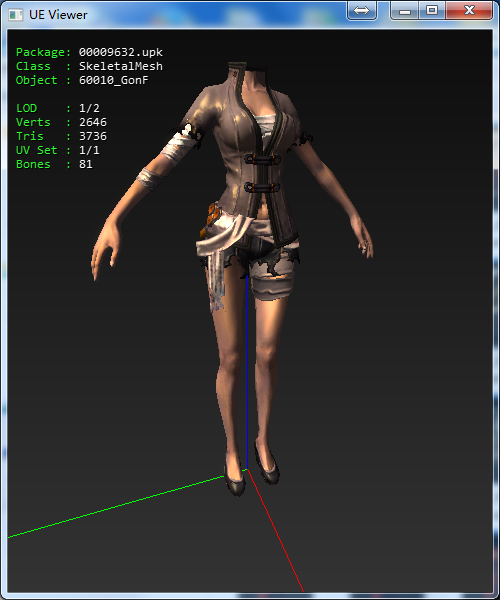 UE Viewer
Package: 00009632.upk
Class : SkeletalMesh
Object : 60010_GonF
LOD : 1/2
Verts : 2646
Tris : 3736
UV Set : 1/1
Bones : 81